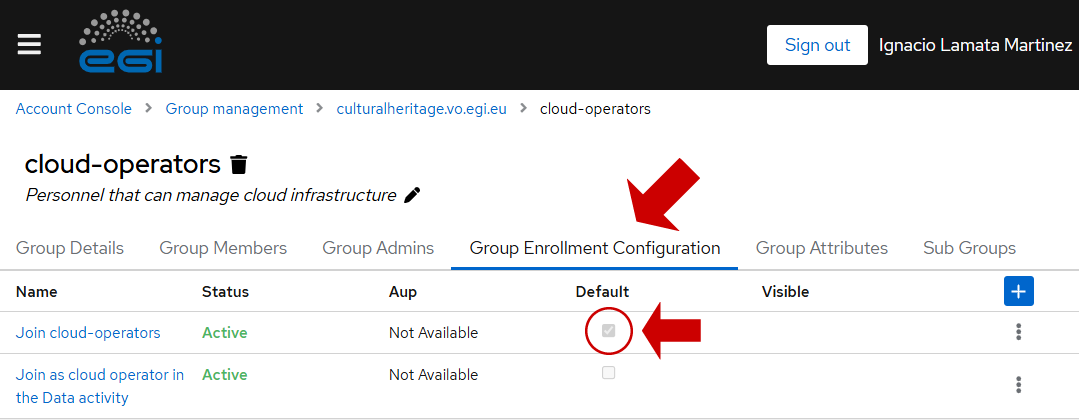 egi
Sign out
Ignacio Lamata Martinez
Account Console > Group management > culturalheritage.vo.egi.eu > cloud-operators
cloud-operators
Personnel that can manage cloud infrastructure
Group Details Group Members Group Admins Group Enrollment Configuration Group Attributes Sub Groups
Name Status Aup Default Visible
Join cloud-operators Active Not Available
Join as cloud operator in Active Not Available
the Data activity